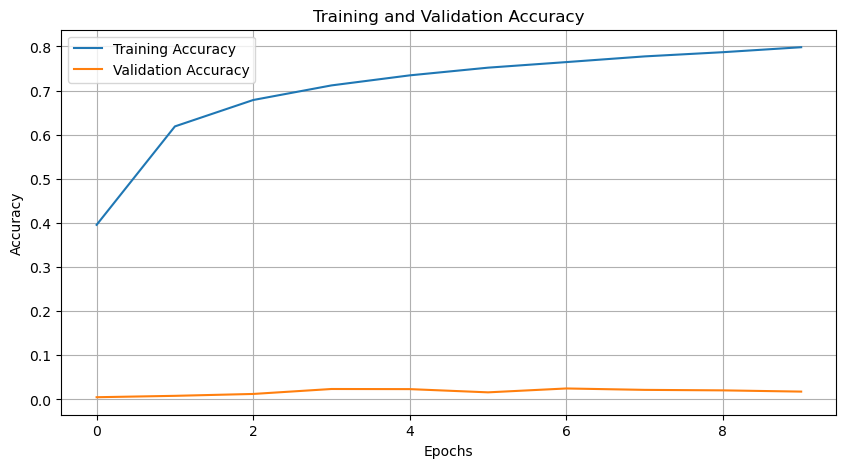 Training and Validation Accuracy
Training Accuracy
Validation Accuracy
0.8
0.7
0.6
0.5
0.4
0.3
0.2
0.1
0.0
Accuracy
0 2 4 6 8
Epochs